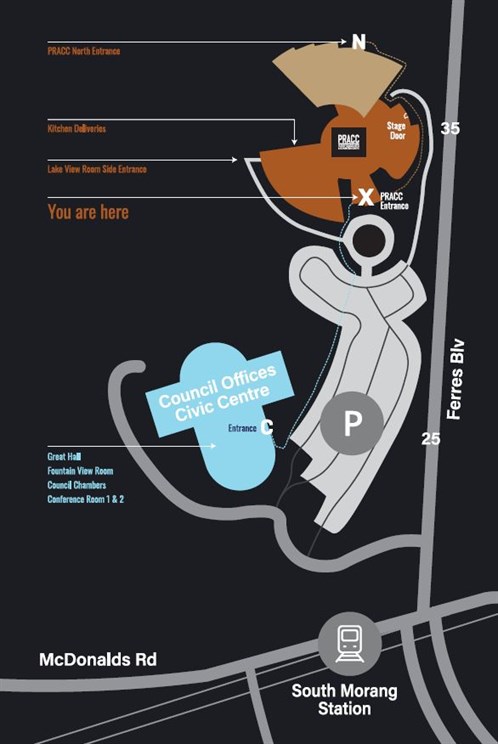 PRACC North Entrance
N
Kitchen Deliveries
Stage
Door
35
PRACC
Lake View Room Side Entrance
You are here
X
PRACC
Entrance
Ferres Blv
Council Offices
Civic Centre
P
Entrance C
25
Great Hall
Fountain View Room
Council Chambers
Conference Room 1 & 2
McDonalds Rd
South Morang
Station